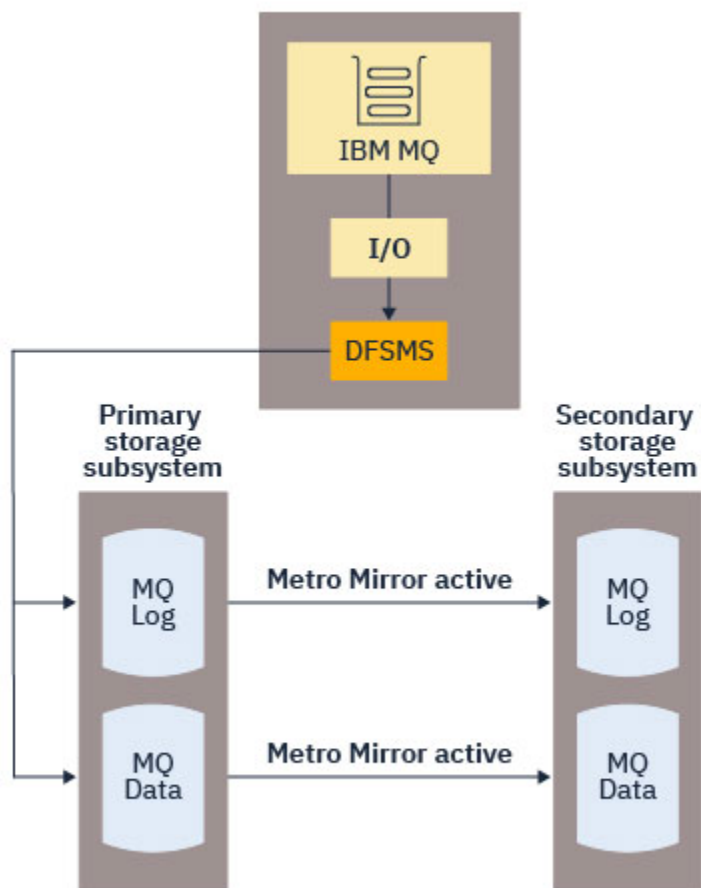 IBM MQ
I/O
DFSMS
Primary
storage
subsystem
Secondary
storage
subsystem
MQ
Log
Metro Mirror active
MQ
Log
MQ
Data
Metro Mirror active
MQ
Data